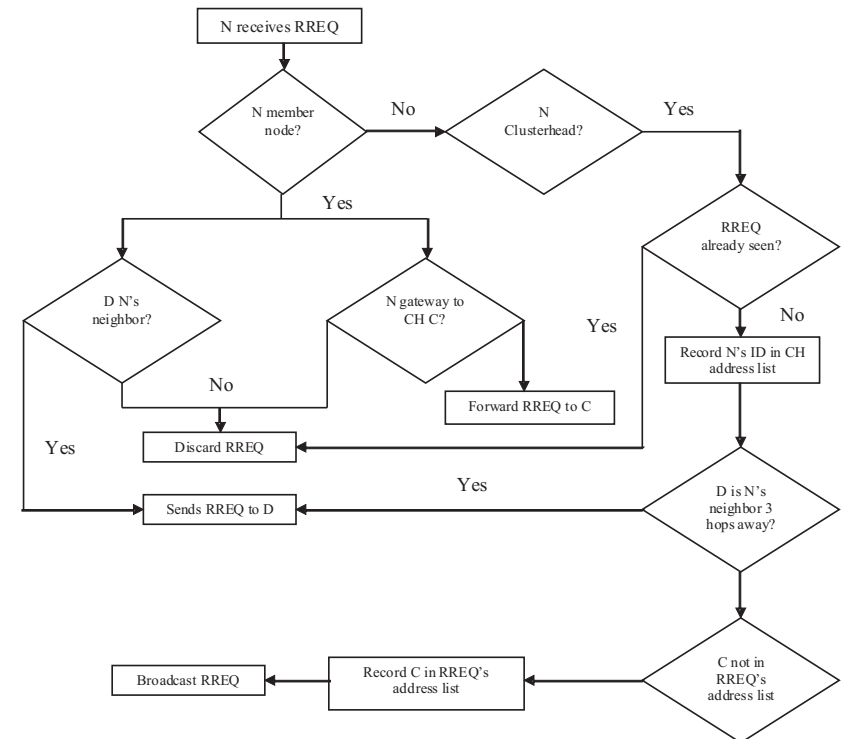 N receives RREQ
N member
node?
No
N
Clusterhead?
Yes
Yes
RREQ
already seen?
D N's
neighbor?
N gateway to
CH C?
No
Yes
Record N's ID in CH
address list
No
Forward RREQ to C
Discard RREQ
Yes
Yes
D is N's
neighbor 3
hops away?
Sends RREQ to D
C not in
RREQ's
address list
Record C in RREQ's
address list
Broadcast RREQ